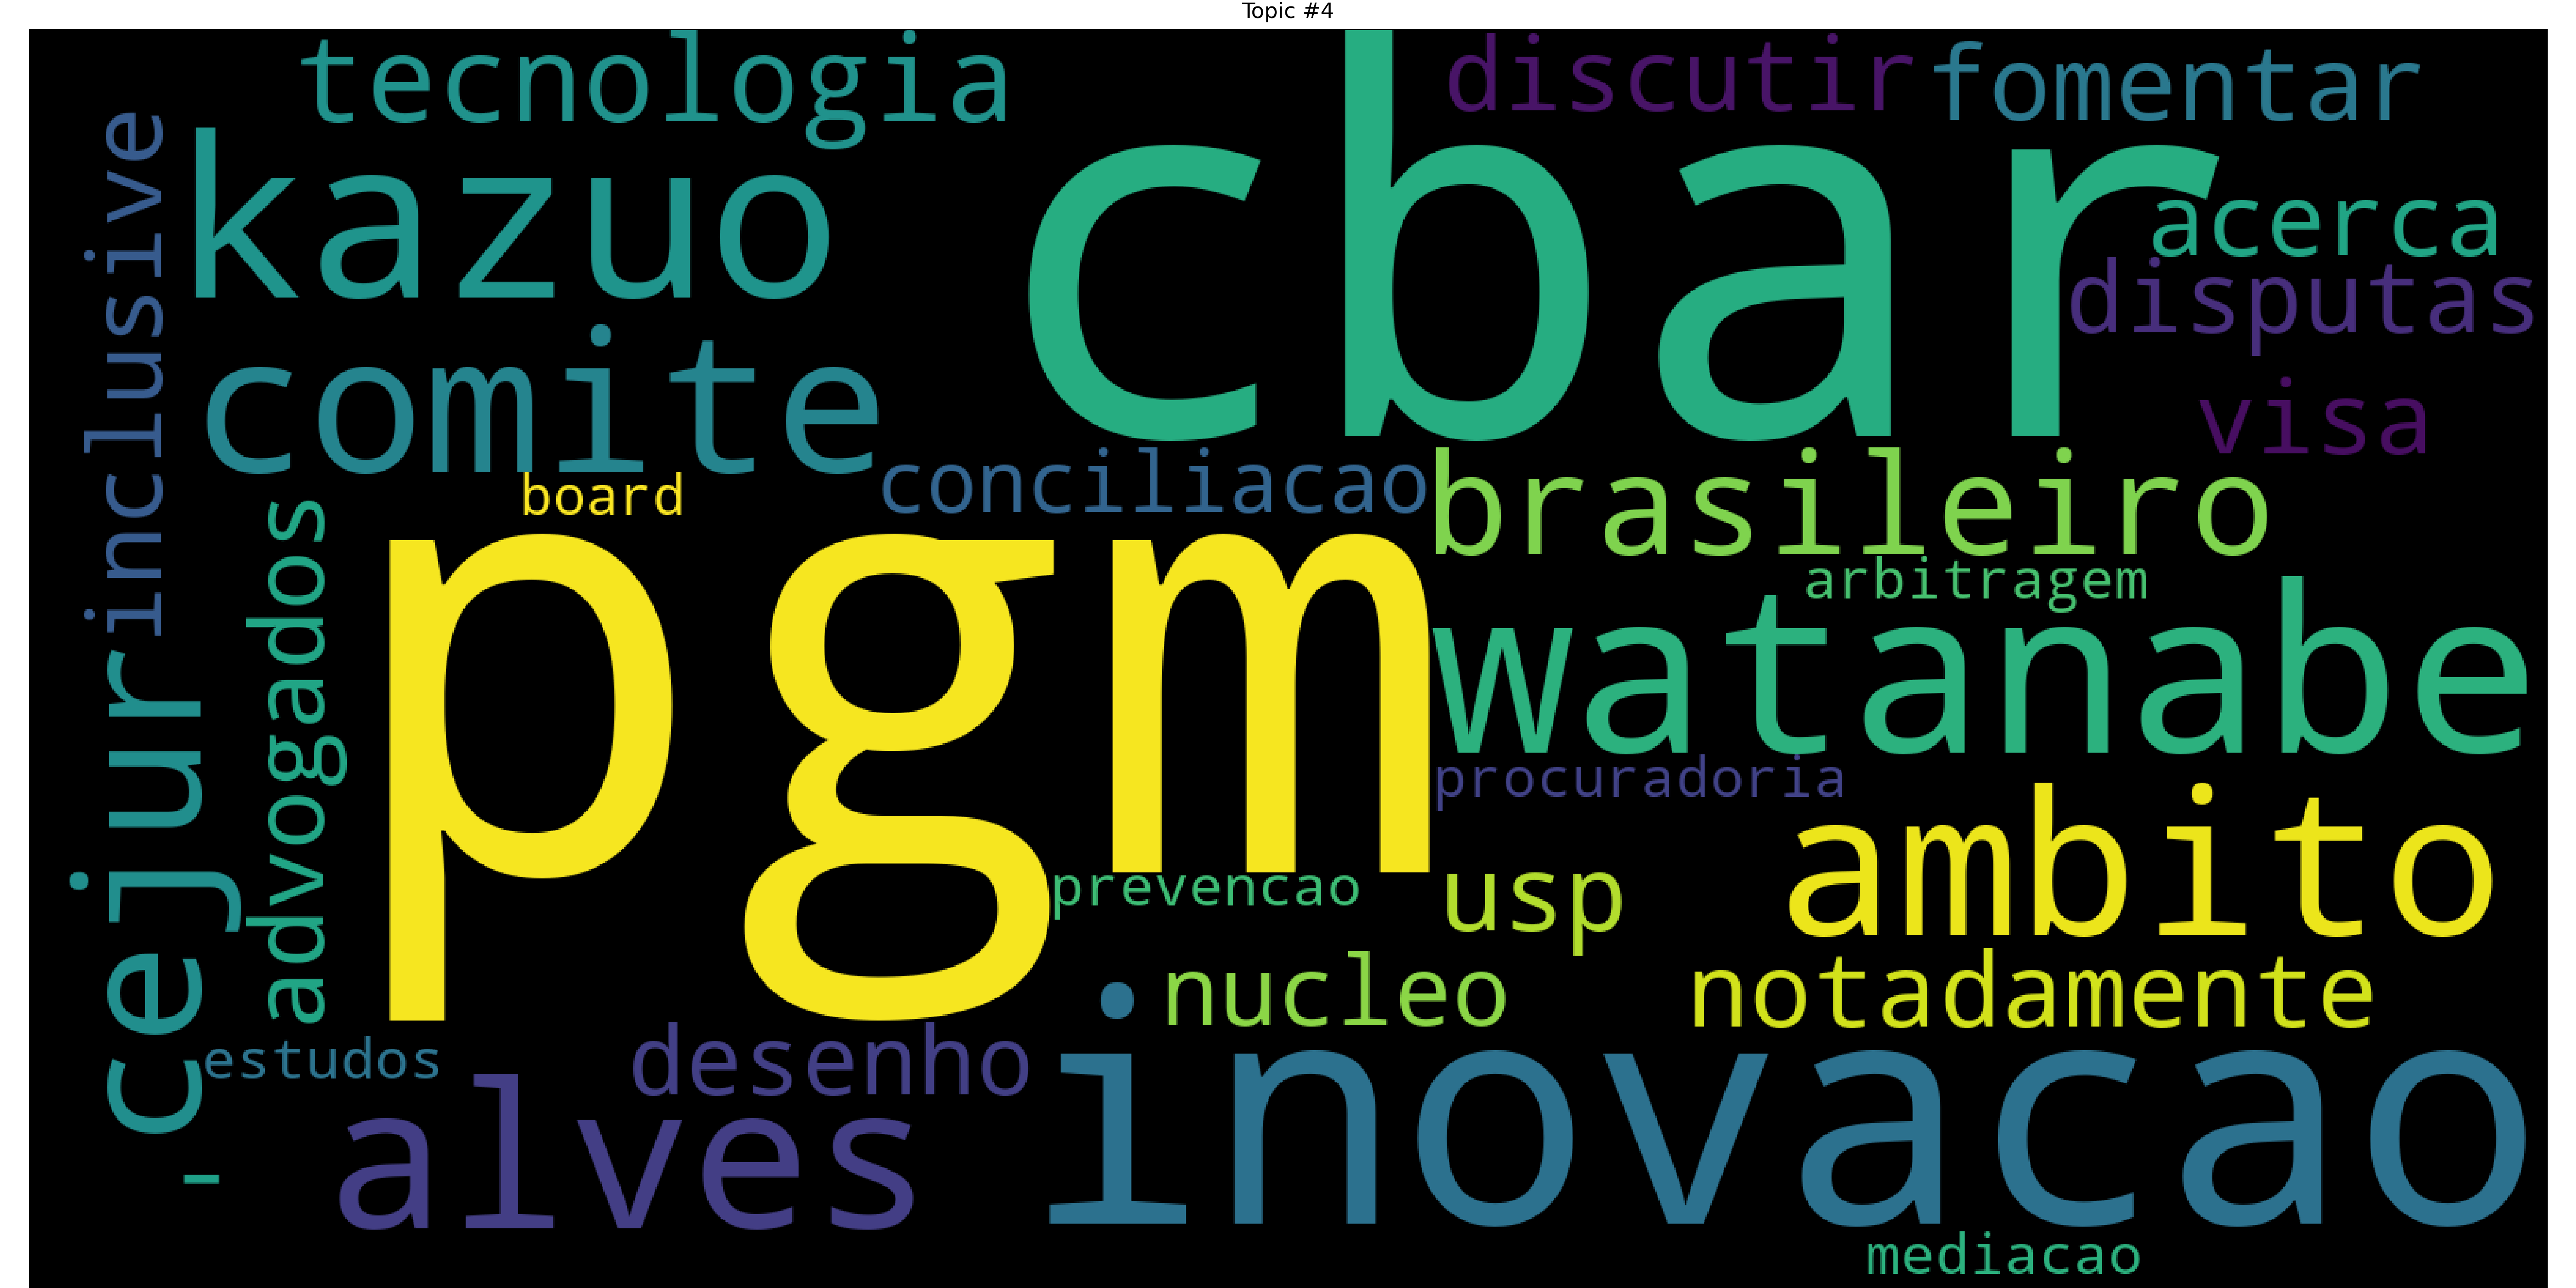 Topic #4
tecnologia
discutir
fomentar
inclusive
kazuo
cbar
acerca
disputas
comite
visa
board
conciliacao
brasileiro
advogados
pgm
arbitragem
watanabe
cejur
procuradoria
ambito
prevencao
usp
nucleo
notadamente
estudos
desenho
inovacao
-
alves
mediacao